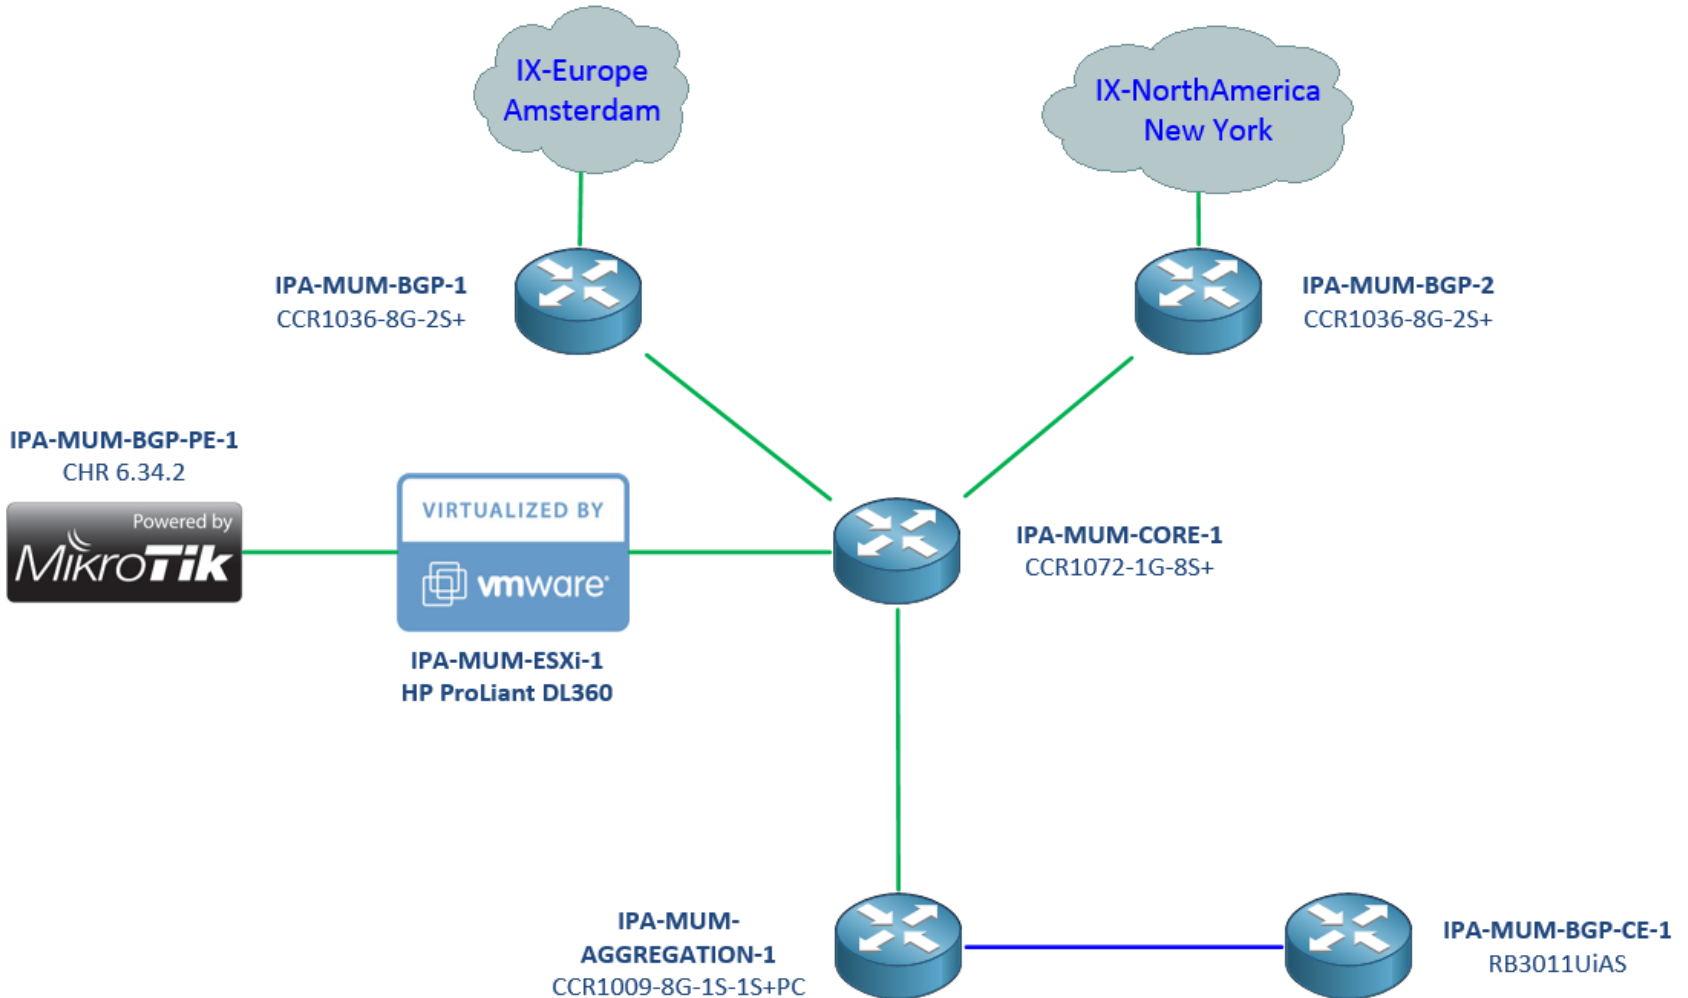 IX-Europe
Amsterdam
IX-NorthAmerica
New York
IPA-MUM-BGP-1
CCR1036-8G-2S+
IPA-MUM-BGP-2
CCR1036-8G-2S+
IPA-MUM-BGP-PE-1
CHR 6.34.2
Powered by
MikroTik
VIRTUALIZED BY
vmware
IPA-MUM-ESXi-1
HP ProLiant DL360
IPA-MUM-CORE-1
CCR1072-1G-8S+
IPA-MUM-
AGGREGATION-1
CCR1009-8G-1S-1S+PC
IPA-MUM-BGP-CE-1
RB3011UiAS